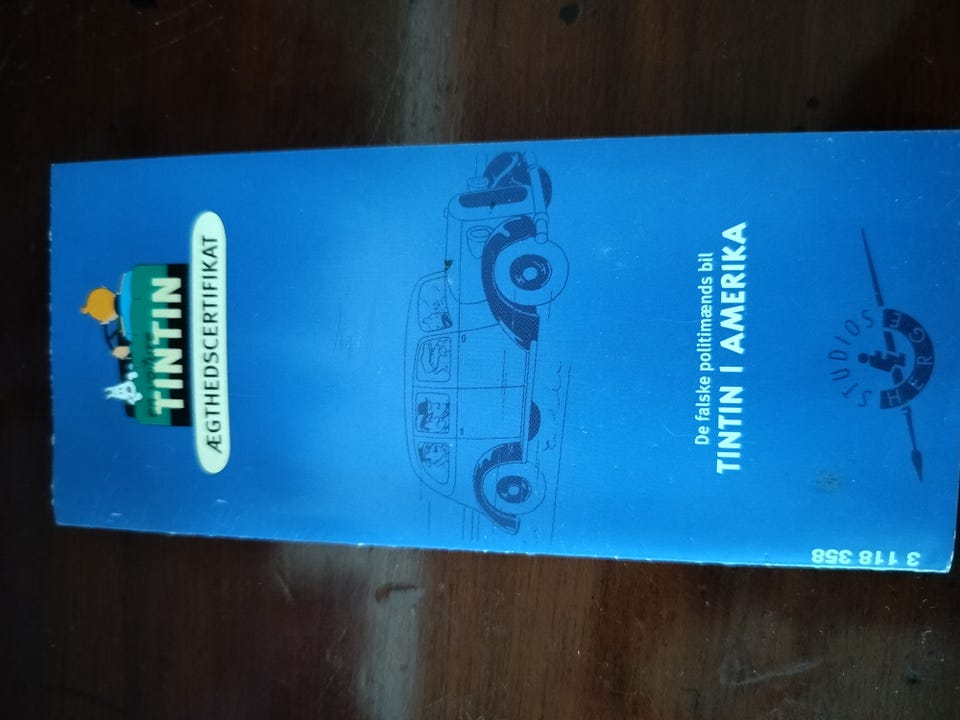 TINTIN
ÆGTHEDSCERTIFIKAT
De falske politimænds bil
TINTIN I AMERIKA
STUDIOS
HERGÉ
3 118 358